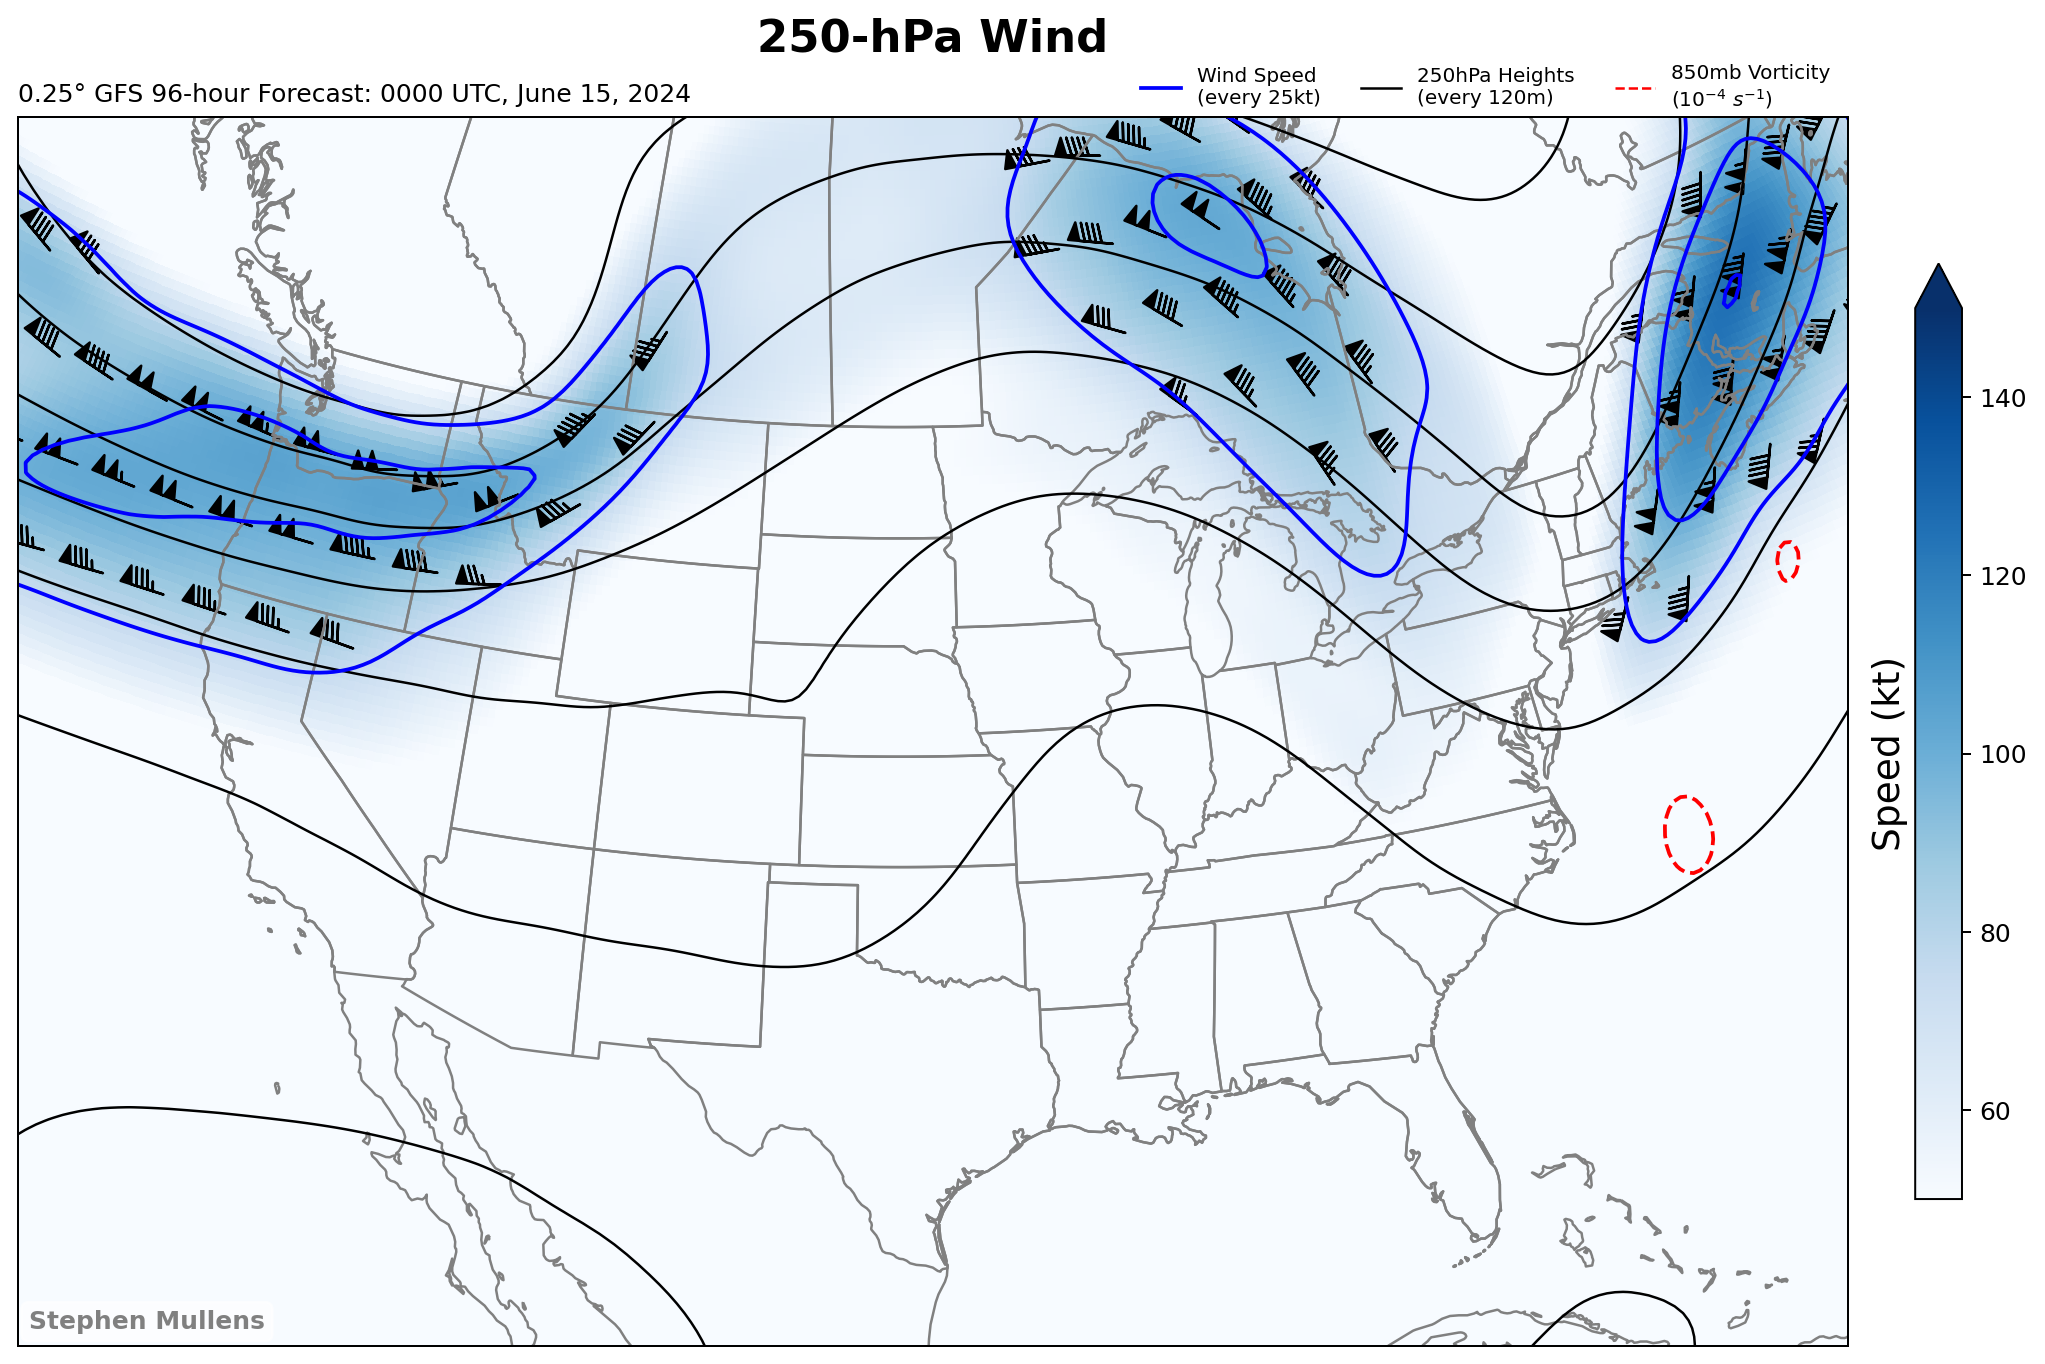 250-hPa Wind
0.25° GFS 96-hour Forecast: 0000 UTC, June 15, 2024
Wind Speed
(every 25kt)
250hPa Heights
(every 120m)
850mb Vorticity
(10⁻⁴ s⁻¹)
140
120
100
80
60
Speed (kt)
Stephen Mullens